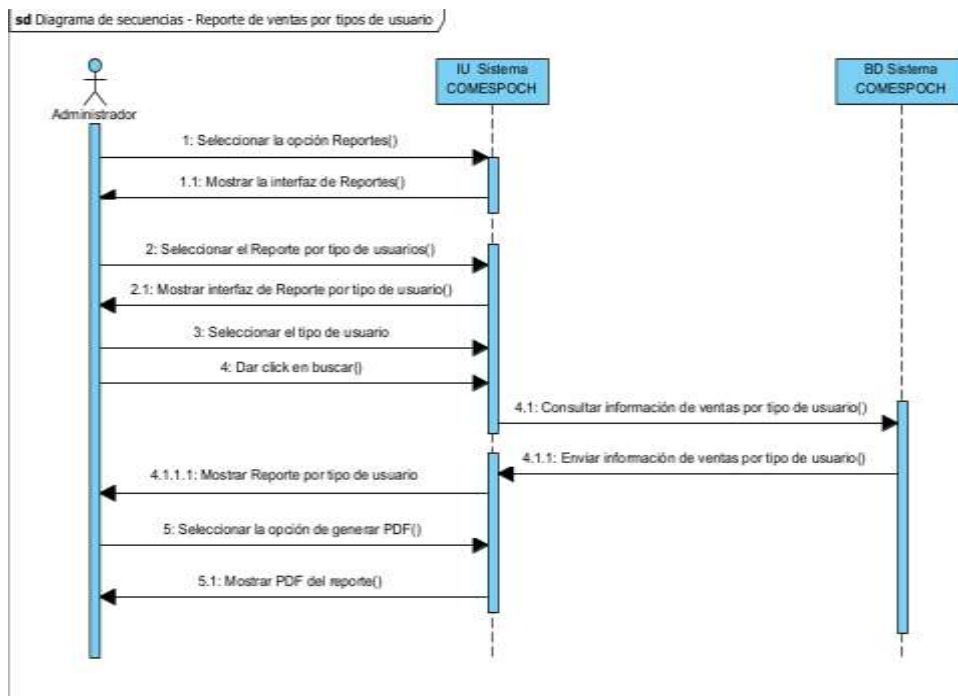 sd Diagrama de secuencias - Reporte de ventas por tipos de usuario
IU Sistema
COMESPOCH
BD Sistema
COMESPOCH
Administrador
1: Seleccionar la opción Reportes()
1.1: Mostrar la interfaz de Reportes()
2: Seleccionar el Reporte por tipo de usuarios()
2.1: Mostrar interfaz de Reporte por tipo de usuario()
3: Seleccionar el tipo de usuario
4: Dar click en buscar()
4.1: Consultar información de ventas por tipo de usuario()
4.1.1: Enviar información de ventas por tipo de usuario()
4.1.1.1: Mostrar Reporte por tipo de usuario
5: Seleccionar la opción de generar PDF()
5.1: Mostrar PDF del reporte()